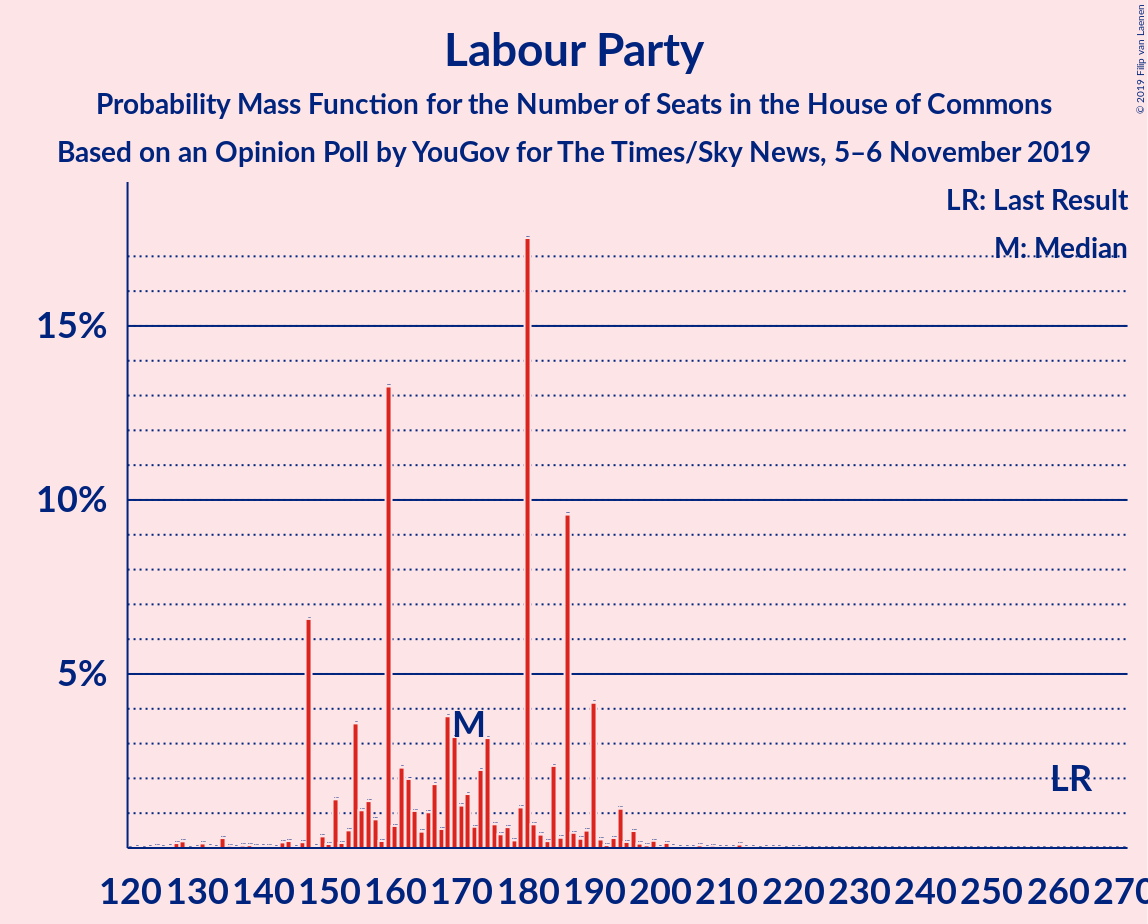 Labour Party
Probability Mass Function for the Number of Seats in the House of Commons
Based on an Opinion Poll by YouGov for The Times/Sky News, 5–6 November 2019
© 2019 Filip van Laenen
LR: Last Result
M: Median
15%
10%
5%
M
LR
120 130 140 150 160 170 180 190 200 210 220 230 240 250 260 270